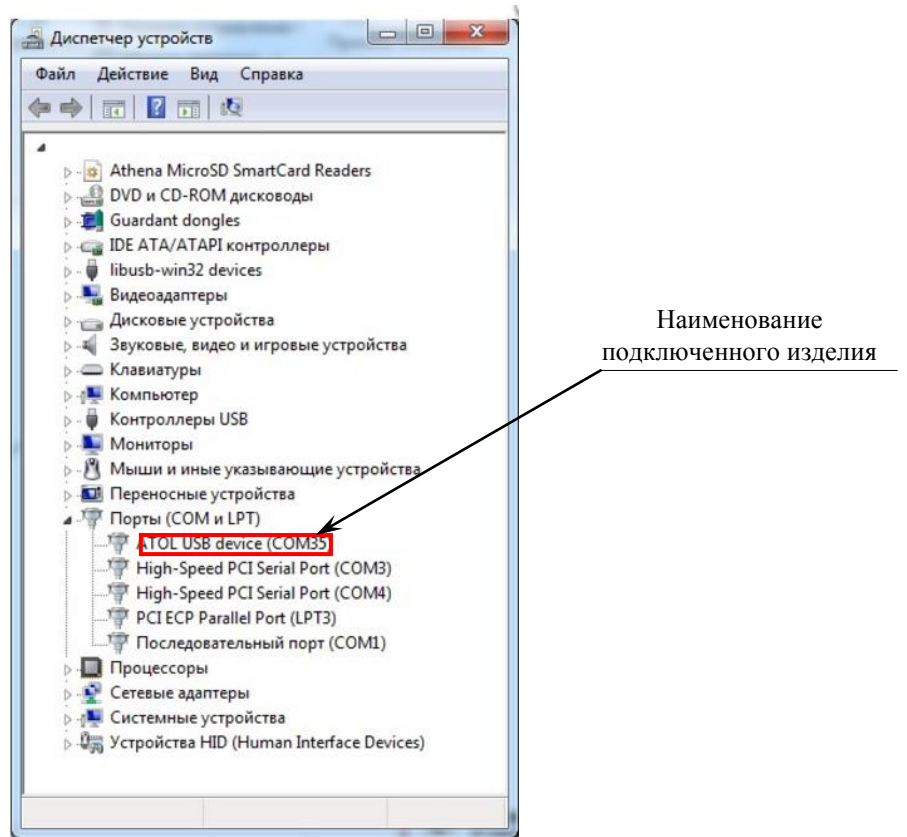 Диспетчер устройств
Файл Действие Вид Справка
Athena MicroSD SmartCard Readers
DVD и CD-ROM дисководы
Guardant dongles
IDE ATA/ATAPI контроллеры
libusb-win32 devices
Видеоадаптеры
Дисковые устройства
Звуковые, видео и игровые устройства
Клавиатуры
Компьютер
Контроллеры USB
Мониторы
Мыши и иные указывающие устройства
Переносные устройства
Порты (COM и LPT)
ATOL USB device (COM35
High-Speed PCI Serial Port (COM3)
High-Speed PCI Serial Port (COM4)
PCI ECP Parallel Port (LPT3)
Последовательный порт (COM1)
Процессоры
Сетевые адаптеры
Системные устройства
Устройства HID (Human Interface Devices)
Наименование
подключенного изделия